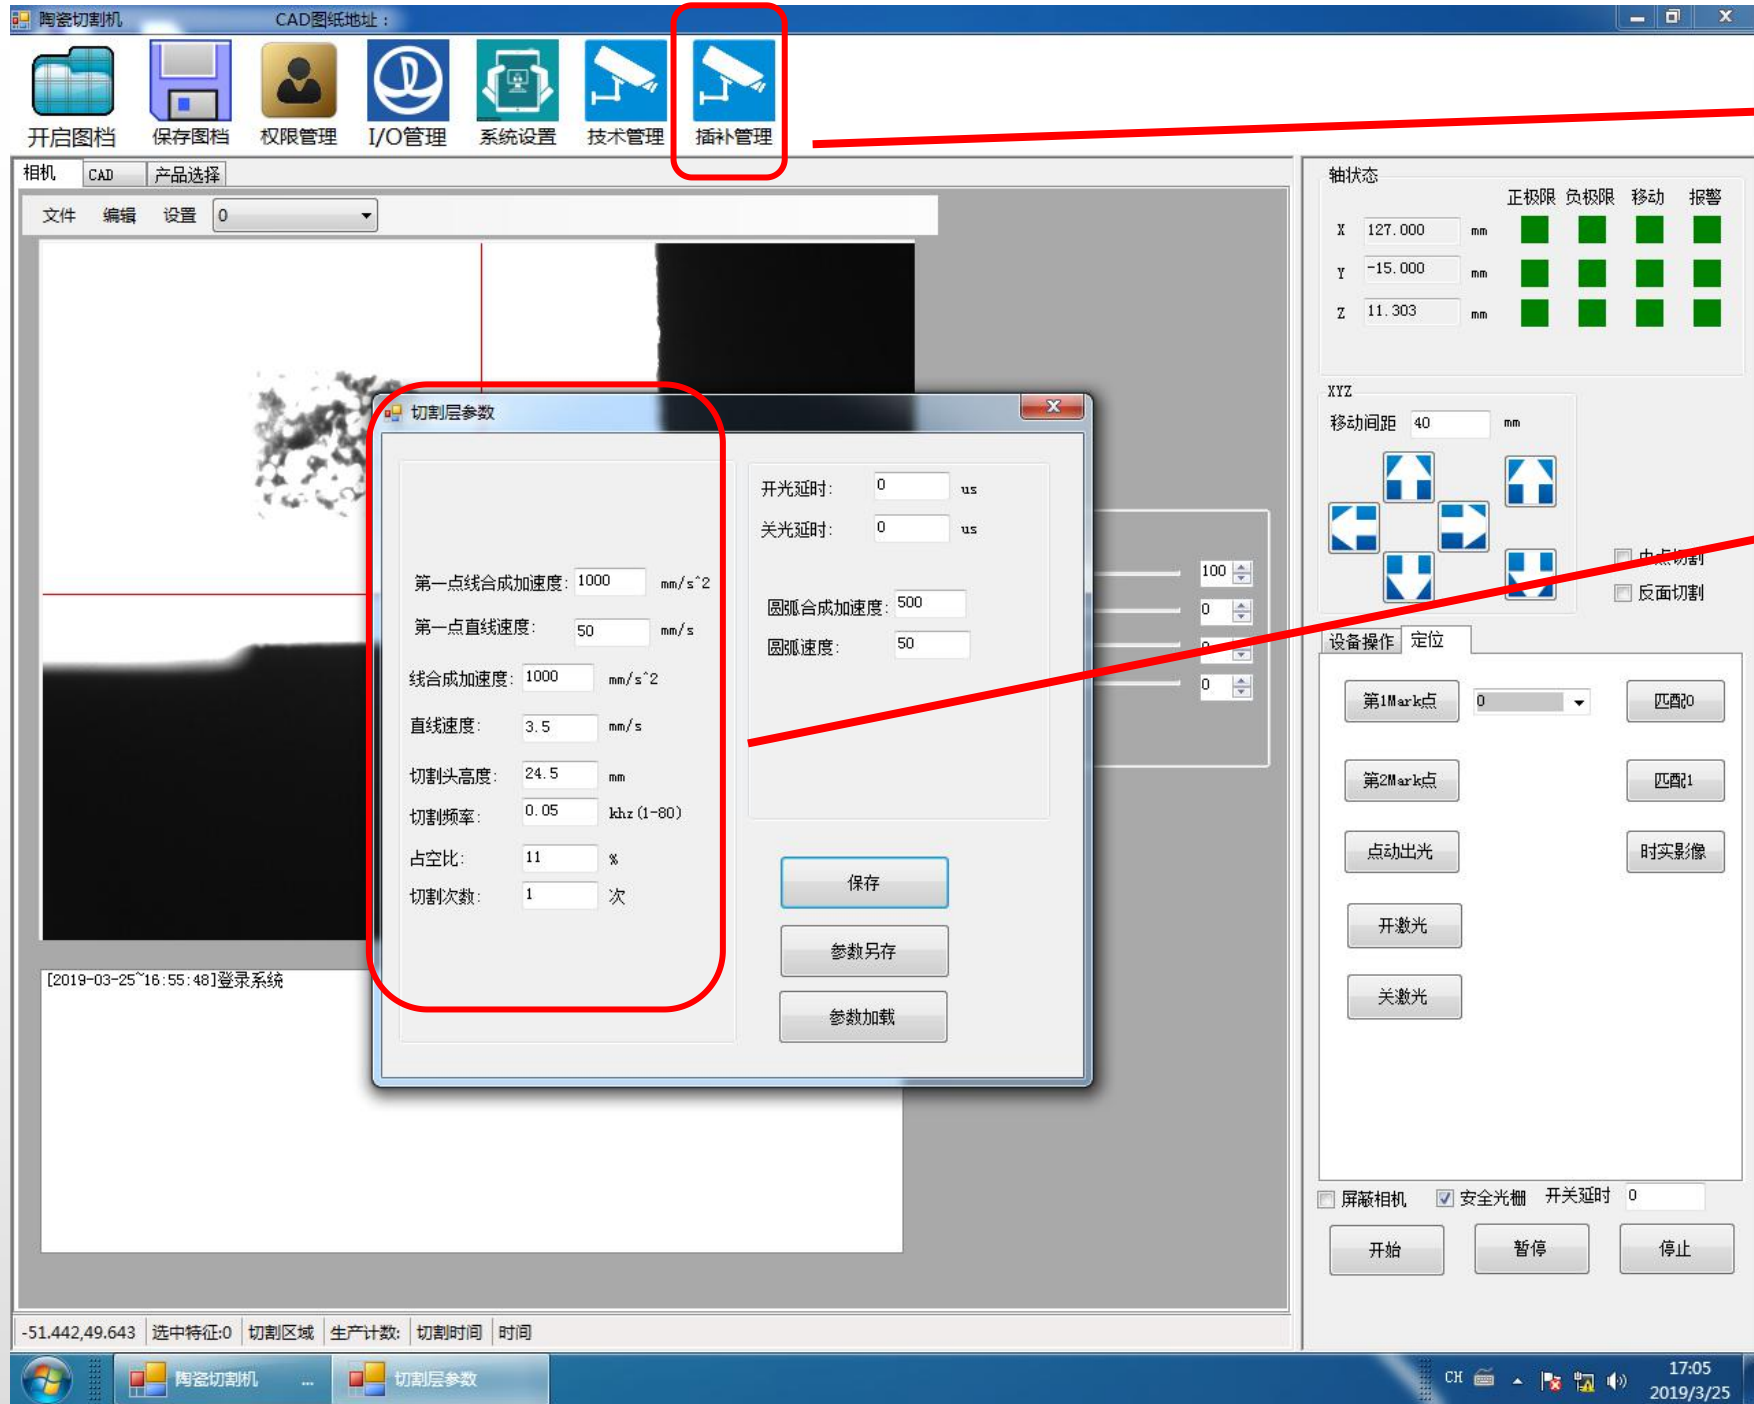 陶瓷切割机 CAD图纸地址：
开启图档 保存图档 权限管理 I/O管理 系统设置 技术管理 插补管理
相机 CAD 产品选择
文件 编辑 设置 0
切割层参数
第一点线合成加速度: 1000 mm/s^2
第一点直线速度: 50 mm/s
线合成加速度: 1000 mm/s^2
直线速度: 3.5 mm/s
切割头高度: 24.5 mm
切割频率: 0.05 khz(1-80)
占空比: 11 %
切割次数: 1 次
开光延时: 0 us
关光延时: 0 us
圆弧合成加速度: 500
圆弧速度: 50
保存
参数另存
参数加载
100
0
0
0
[2019-03-25~16:55:48]登录系统
轴状态
正极限 负极限 移动 报警
X 127.000 mm
Y -15.000 mm
Z 11.303 mm
XYZ
移动间距 40 mm
中点切割
反面切割
设备操作 定位
第1Mark点 0 匹配0
第2Mark点 匹配1
点动出光 时实影像
开激光
关激光
屏蔽相机 安全光栅 开关延时 0
开始 暂停 停止
-51.442,49.643 选中特征:0 切割区域 生产计数: 切割时间 时间
陶瓷切割机 ... 切割层参数 CH 17:05
2019/3/25